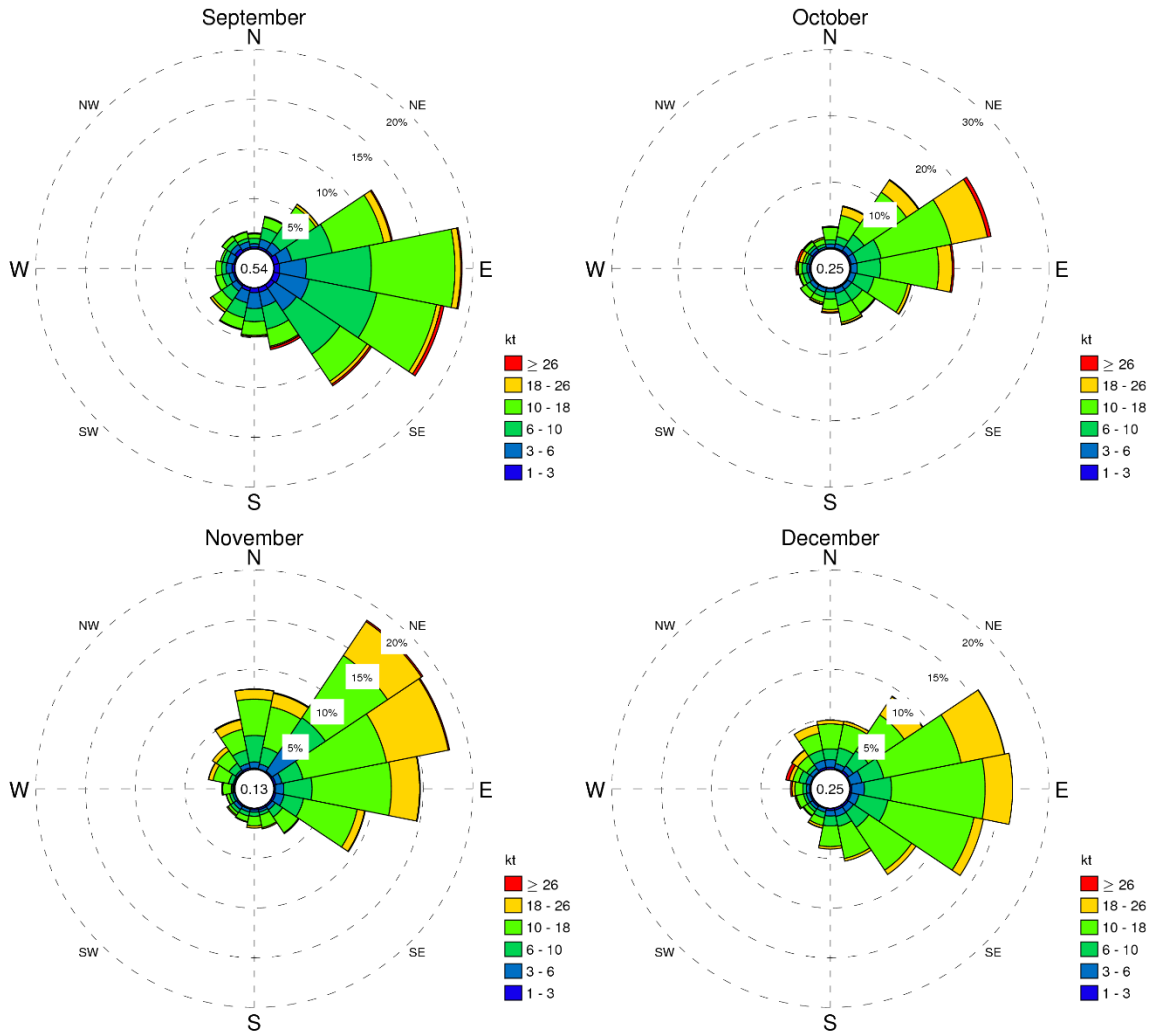 September
N
NW
NE
20%
15%
10%
5%
W
0.54
E
SW
SE
S
kt
≥ 26
18 - 26
10 - 18
6 - 10
3 - 6
1 - 3
October
N
NW
NE
30%
20%
10%
W
0.25
E
SW
SE
S
kt
≥ 26
18 - 26
10 - 18
6 - 10
3 - 6
1 - 3
November
N
NW
NE
20%
15%
10%
5%
W
0.13
E
SW
SE
S
kt
≥ 26
18 - 26
10 - 18
6 - 10
3 - 6
1 - 3
December
N
NW
NE
20%
15%
10%
5%
W
0.25
E
SW
SE
S
kt
≥ 26
18 - 26
10 - 18
6 - 10
3 - 6
1 - 3